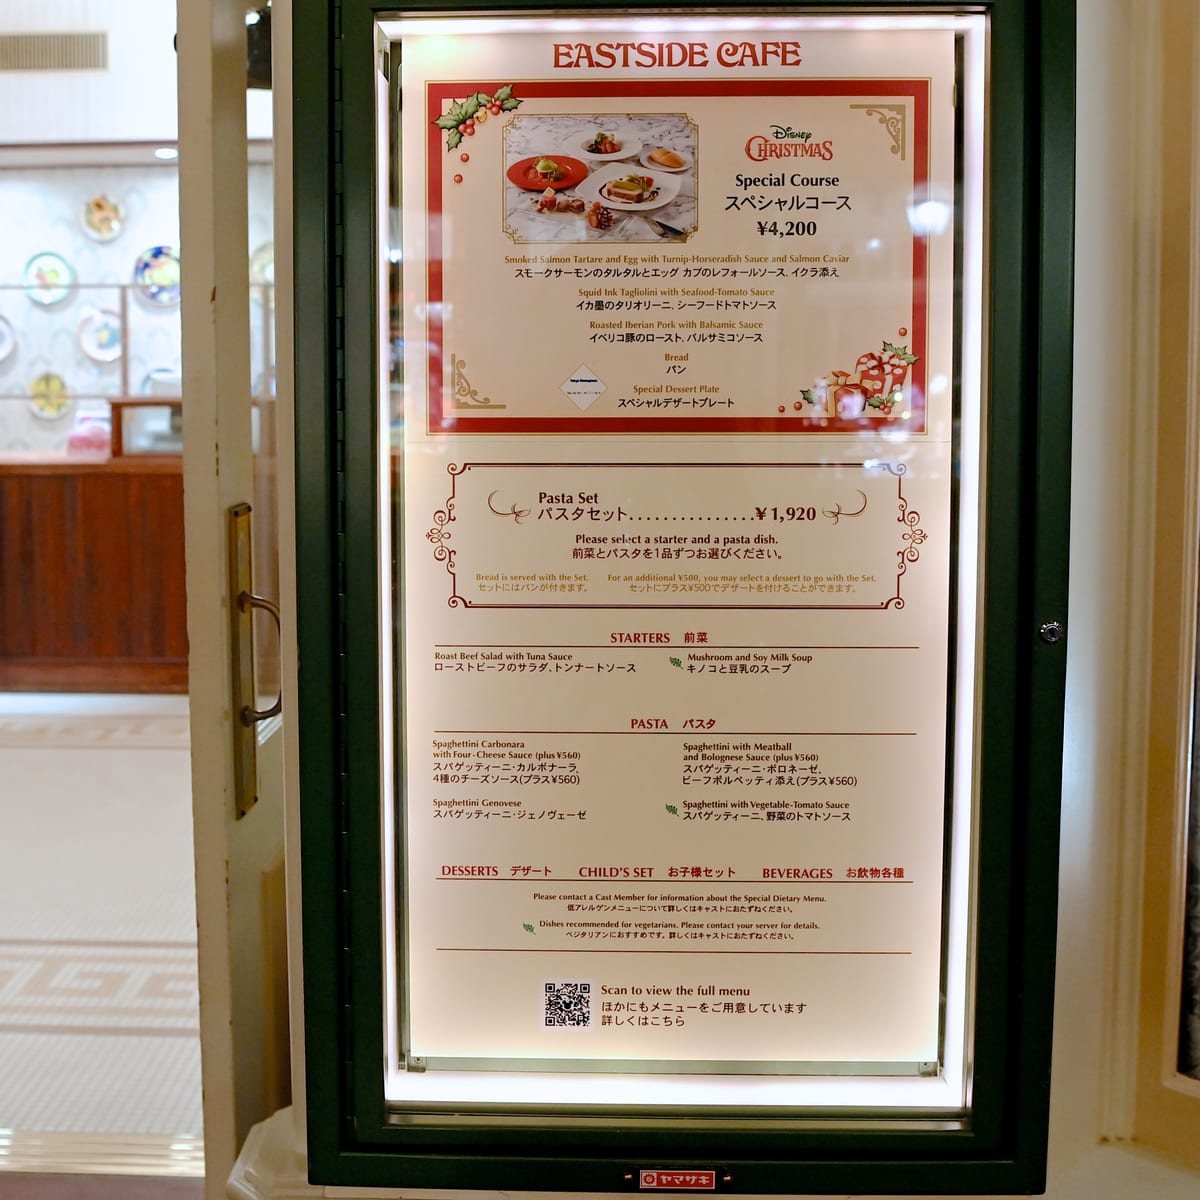 EASTSIDE CAFE
Disney
CHRISTMAS
Special Course
スペシャルコース
¥4,200
Smoked Salmon Tartare and Egg with Turnip-Horseradish Sauce and Salmon Caviar
スモークサーモンのタルタルとエッグ カブのレフォールソース、イクラ添え
Squid Ink Tagliolini with Seafood-Tomato Sauce
イカ墨のタリオリーニ、シーフードトマトソース
Roasted Iberian Pork with Balsamic Sauce
イベリコ豚のロースト、バルサミコソース
Bread
パン
Special Dessert Plate
スペシャルデザートプレート
Pasta Set
パスタセット...............¥1,920
Please select a starter and a pasta dish.
前菜とパスタを1品ずつお選びください。
Bread is served with the Set.
セットにはパンが付きます。
For an additional ¥500, you may select a dessert to go with the Set.
セットにプラス¥500でデザートを付けることができます。
STARTERS 前菜
Roast Beef Salad with Tuna Sauce
ローストビーフのサラダ、トンナートソース
Mushroom and Soy Milk Soup
キノコと豆乳のスープ
PASTA パスタ
Spaghettini Carbonara
with Four-Cheese Sauce (plus ¥560)
スパゲッティーニ・カルボナーラ、
4種のチーズソース(プラス¥560)
Spaghettini with Meatball
and Bolognese Sauce (plus ¥560)
スパゲッティーニ・ボロネーゼ、
ビーフポルペッティ添え(プラス¥560)
Spaghettini Genovese
スパゲッティーニ・ジェノヴェーゼ
Spaghettini with Vegetable-Tomato Sauce
スパゲッティーニ、野菜のトマトソース
DESSERTS デザート CHILD'S SET お子様セット BEVERAGES お飲物各種
Please contact a Cast Member for information about the Special Dietary Menu.
低アレルゲンメニューについて詳しくはキャストにおたずねください。
Dishes recommended for vegetarians. Please contact your server for details.
ベジタリアンにおすすめです。詳しくはキャストにおたずねください。
Scan to view the full menu
ほかにもメニューをご用意しています
詳しくはこちら
ヤマザキ